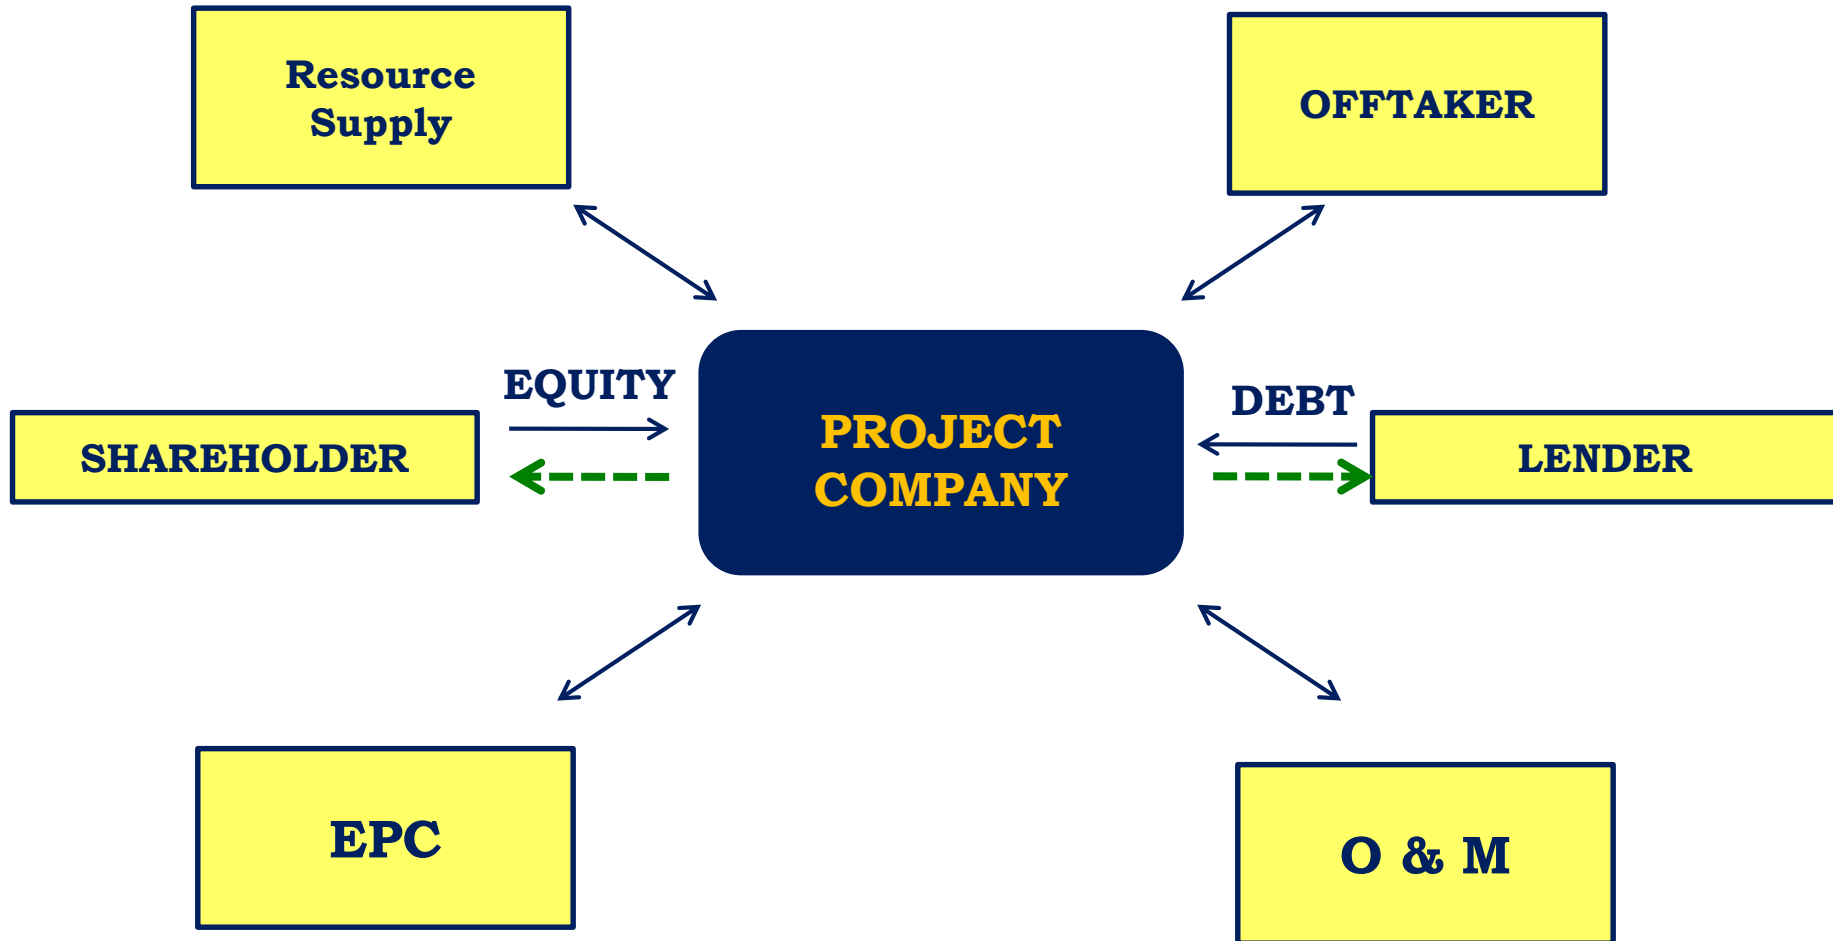 Resource
Supply
OFFTAKER
EQUITY
SHAREHOLDER
PROJECT
COMPANY
DEBT
LENDER
EPC
O & M